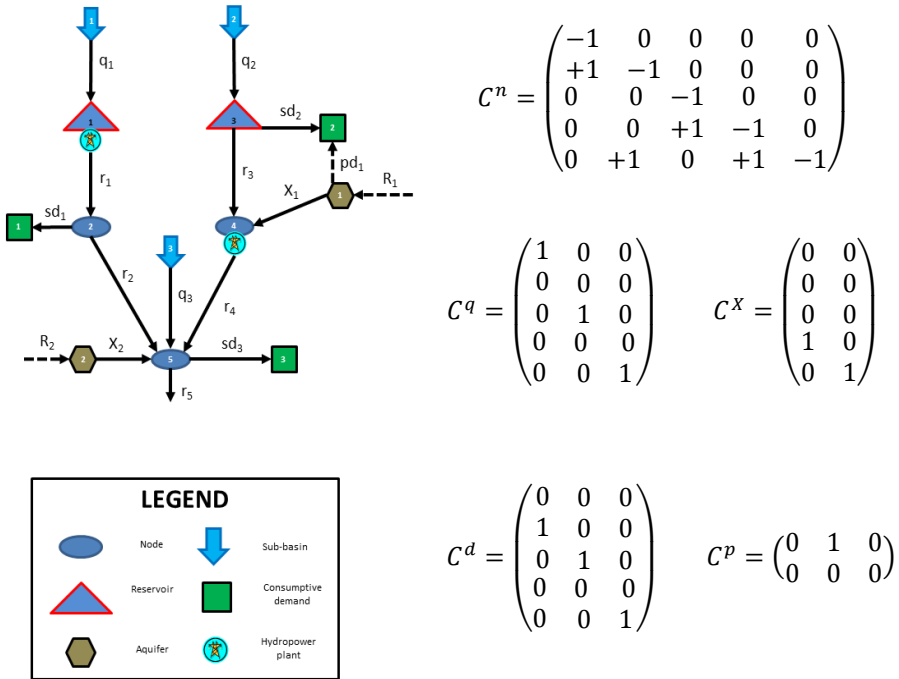 1
2
q₁
q₂
1
3
sd₂
2
pd₁
r₁
r₃
X₁
1
R₁
sd₁
1
2
3
4
r₂
q₃
r₄
R₂
2
X₂
5
sd₃
3
r₅
LEGEND
Node
Sub-basin
Reservoir
Consumptive
demand
Aquifer
Hydropower
plant
−1 0 0 0 0
+1 −1 0 0 0
Cⁿ = 0 0 −1 0 0
0 0 +1 −1 0
0 +1 0 +1 −1
1 0 0
0 0 0
C^q = 0 1 0
0 0 0
0 0 1
0 0
0 0
C^X = 0 0
1 0
0 1
0 0 0
1 0 0
C^d = 0 1 0
0 0 0
0 0 1
C^p = (0 1 0
0 0 0)